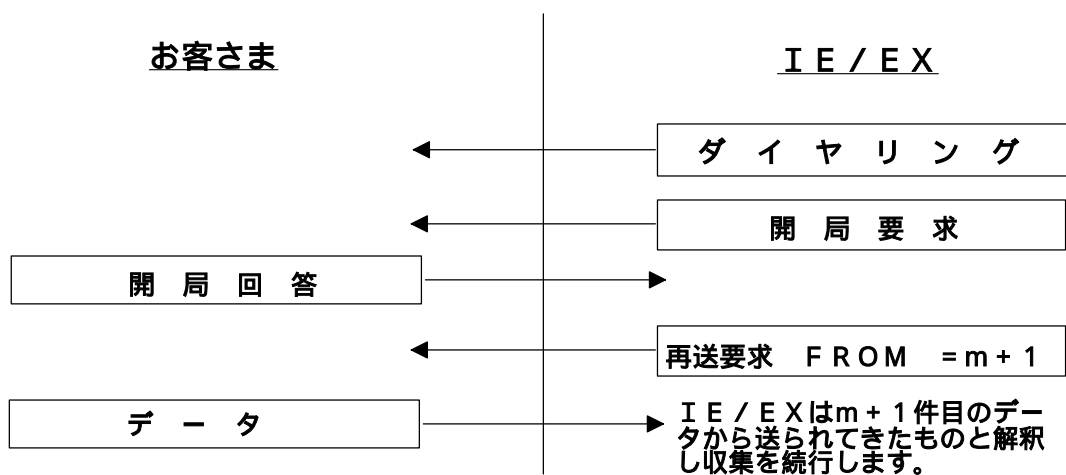 お客さま
ＩＥ/ＥＸ
ダイヤリング
開局要求
開局回答
再送要求　ＦＲＯＭ　=ｍ+１
データ
ＩＥ/ＥＸはｍ+１件目のデー
タから送られてきたものと解釈
し収集を続行します。